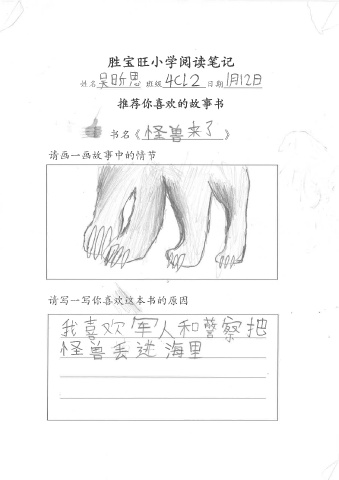 胜宝旺小学阅读笔记
姓名 吴昕思 班级 4CL2 日期 1月12日
推荐你喜欢的故事书
书名《怪兽来了》
请画一画故事中的情节
请写一写你喜欢这本书的原因
我喜欢军人和警察把
怪兽丢进海里